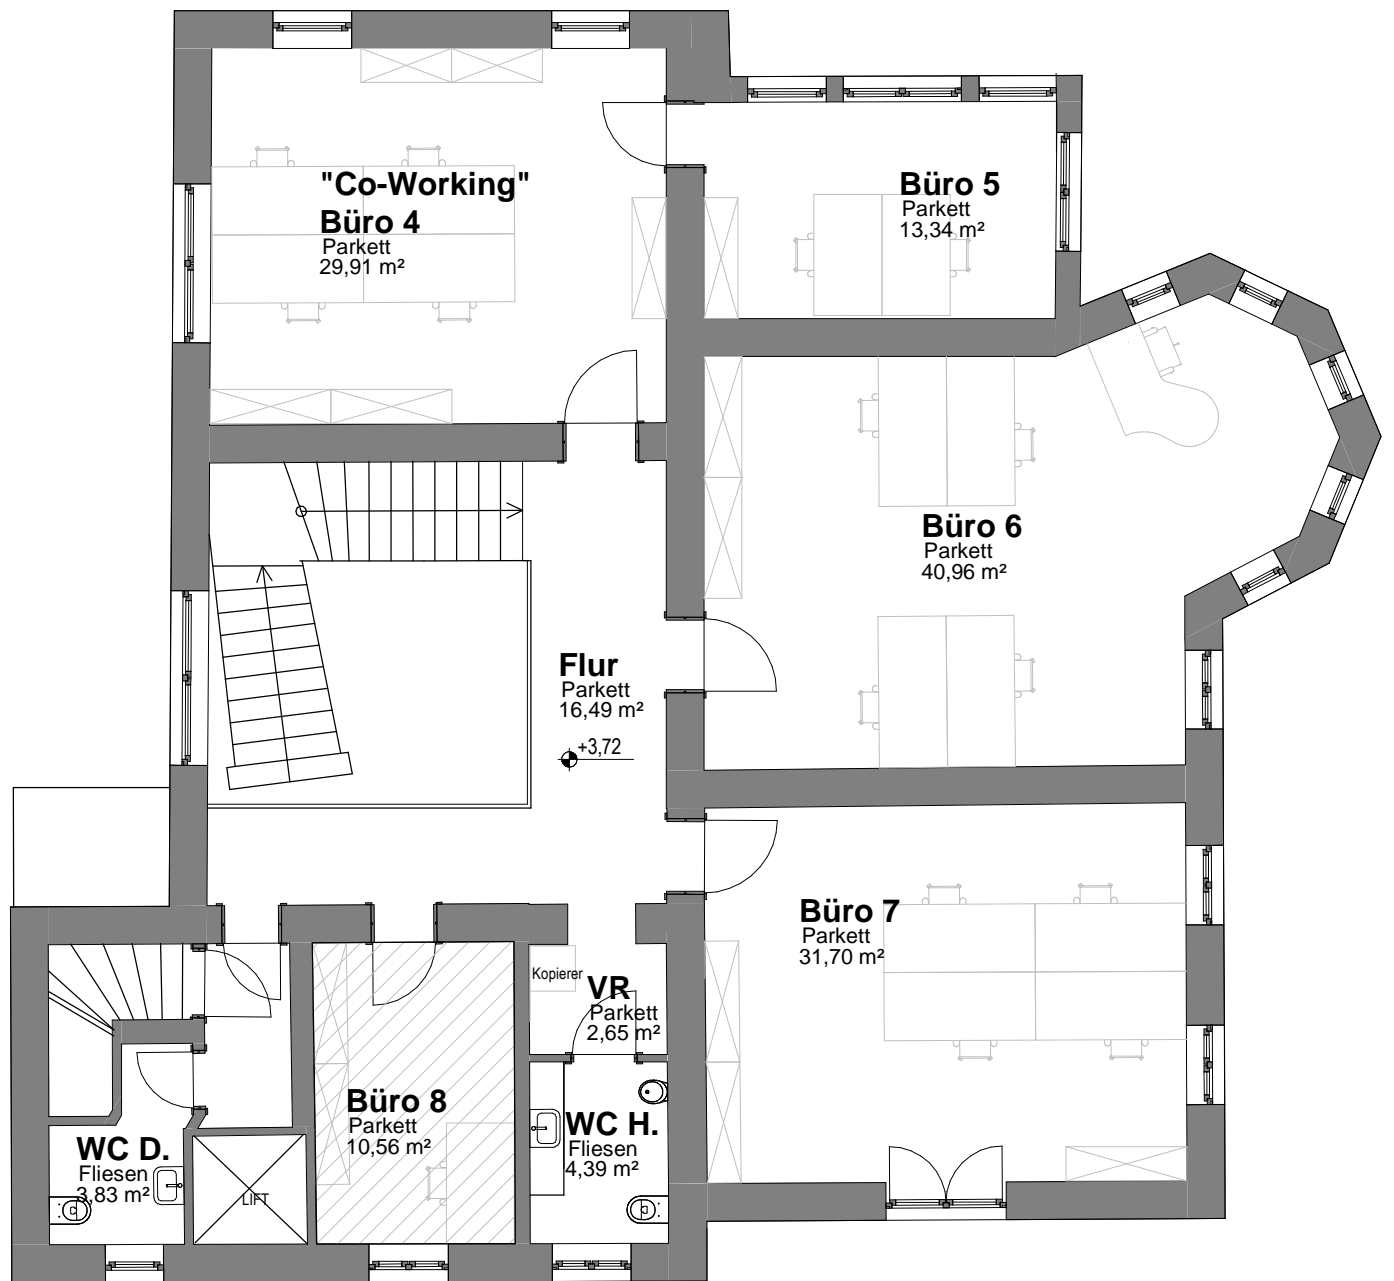 "Co-Working"
Büro 4
Parkett
29,91 m²
Büro 5
Parkett
13,34 m²
Büro 6
Parkett
40,96 m²
Flur
Parkett
16,49 m²
+3,72
Büro 7
Parkett
31,70 m²
Kopierer
VR
Parkett
2,65 m²
Büro 8
Parkett
10,56 m²
WC H.
Fliesen
4,39 m²
WC D.
Fliesen
3,83 m²
LIFT